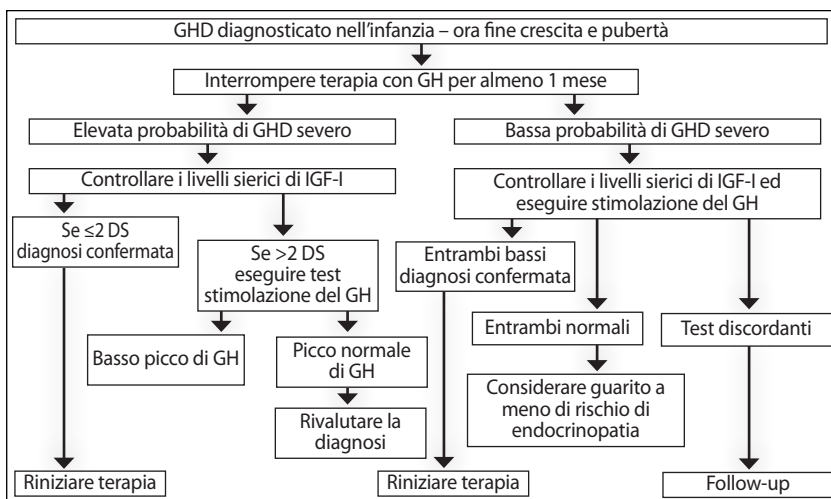 GHD diagnosticato nell'infanzia – ora fine crescita e pubertà
Interrompere terapia con GH per almeno 1 mese
Elevata probabilità di GHD severo
Bassa probabilità di GHD severo
Controllare i livelli sierici di IGF-I
Controllare i livelli sierici di IGF-I ed
eseguire stimolazione del GH
Se ≤2 DS
diagnosi confermata
Se >2 DS
eseguire test
stimolazione del GH
Entrambi bassi
diagnosi confermata
Basso picco di GH
Picco normale
di GH
Entrambi normali
Test discordanti
Rivalutare la
diagnosi
Considerare guarito a
meno di rischio di
endocrinopatia
Riniziare terapia
Riniziare terapia
Follow-up